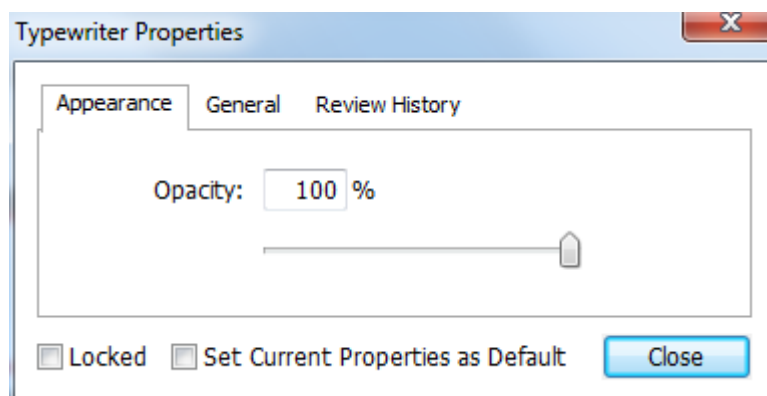 Typewriter Properties
X
Appearance General Review History
Opacity: 100 %
Locked Set Current Properties as Default Close